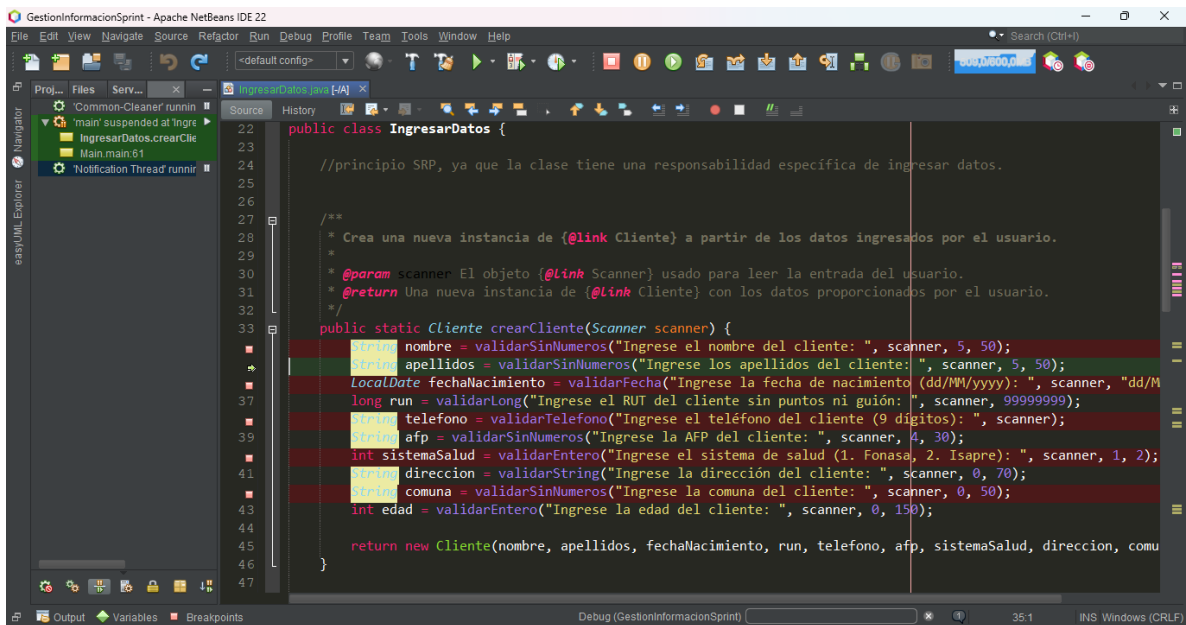 GestionInformacionSprint - Apache NetBeans IDE 22
File Edit View Navigate Source Refactor Run Debug Profile Team Tools Window Help
Search (Ctrl+I)
<default config>
Proj... Files Serv...
IngresarDatos.java [-/A]
'Common-Cleaner' runnin
'main' suspended at 'Ingre
IngresarDatos.crearClie
Main.main:61
'Notification Thread' runnir
Navigator
easyUML Explorer
Source History
22 public class IngresarDatos {
23
24 //principio SRP, ya que la clase tiene una responsabilidad específica de ingresar datos.
25
26
27 /**
28 * Crea una nueva instancia de {@link Cliente} a partir de los datos ingresados por el usuario.
29 *
30 * @param scanner El objeto {@link Scanner} usado para leer la entrada del usuario.
31 * @return Una nueva instancia de {@link Cliente} con los datos proporcionados por el usuario.
32 */
33 public static Cliente crearCliente(Scanner scanner) {
String nombre = validarSinNumeros("Ingrese el nombre del cliente: ", scanner, 5, 50);
String apellidos = validarSinNumeros("Ingrese los apellidos del cliente: ", scanner, 5, 50);
LocalDate fechaNacimiento = validarFecha("Ingrese la fecha de nacimiento (dd/MM/yyyy): ", scanner, "dd/M
37 long run = validarLong("Ingrese el RUT del cliente sin puntos ni guión: ", scanner, 99999999);
String telefono = validarTelefono("Ingrese el teléfono del cliente (9 dígitos): ", scanner);
39 String afp = validarSinNumeros("Ingrese la AFP del cliente: ", scanner, 4, 30);
int sistemaSalud = validarEntero("Ingrese el sistema de salud (1. Fonasa, 2. Isapre): ", scanner, 1, 2);
41 String direccion = validarString("Ingrese la dirección del cliente: ", scanner, 0, 70);
String comuna = validarSinNumeros("Ingrese la comuna del cliente: ", scanner, 0, 50);
43 int edad = validarEntero("Ingrese la edad del cliente: ", scanner, 0, 150);
44
45 return new Cliente(nombre, apellidos, fechaNacimiento, run, telefono, afp, sistemaSalud, direccion, comu
46 }
47
Output Variables Breakpoints
Debug (GestionInformacionSprint)
1
35:1
INS Windows (CRLF)